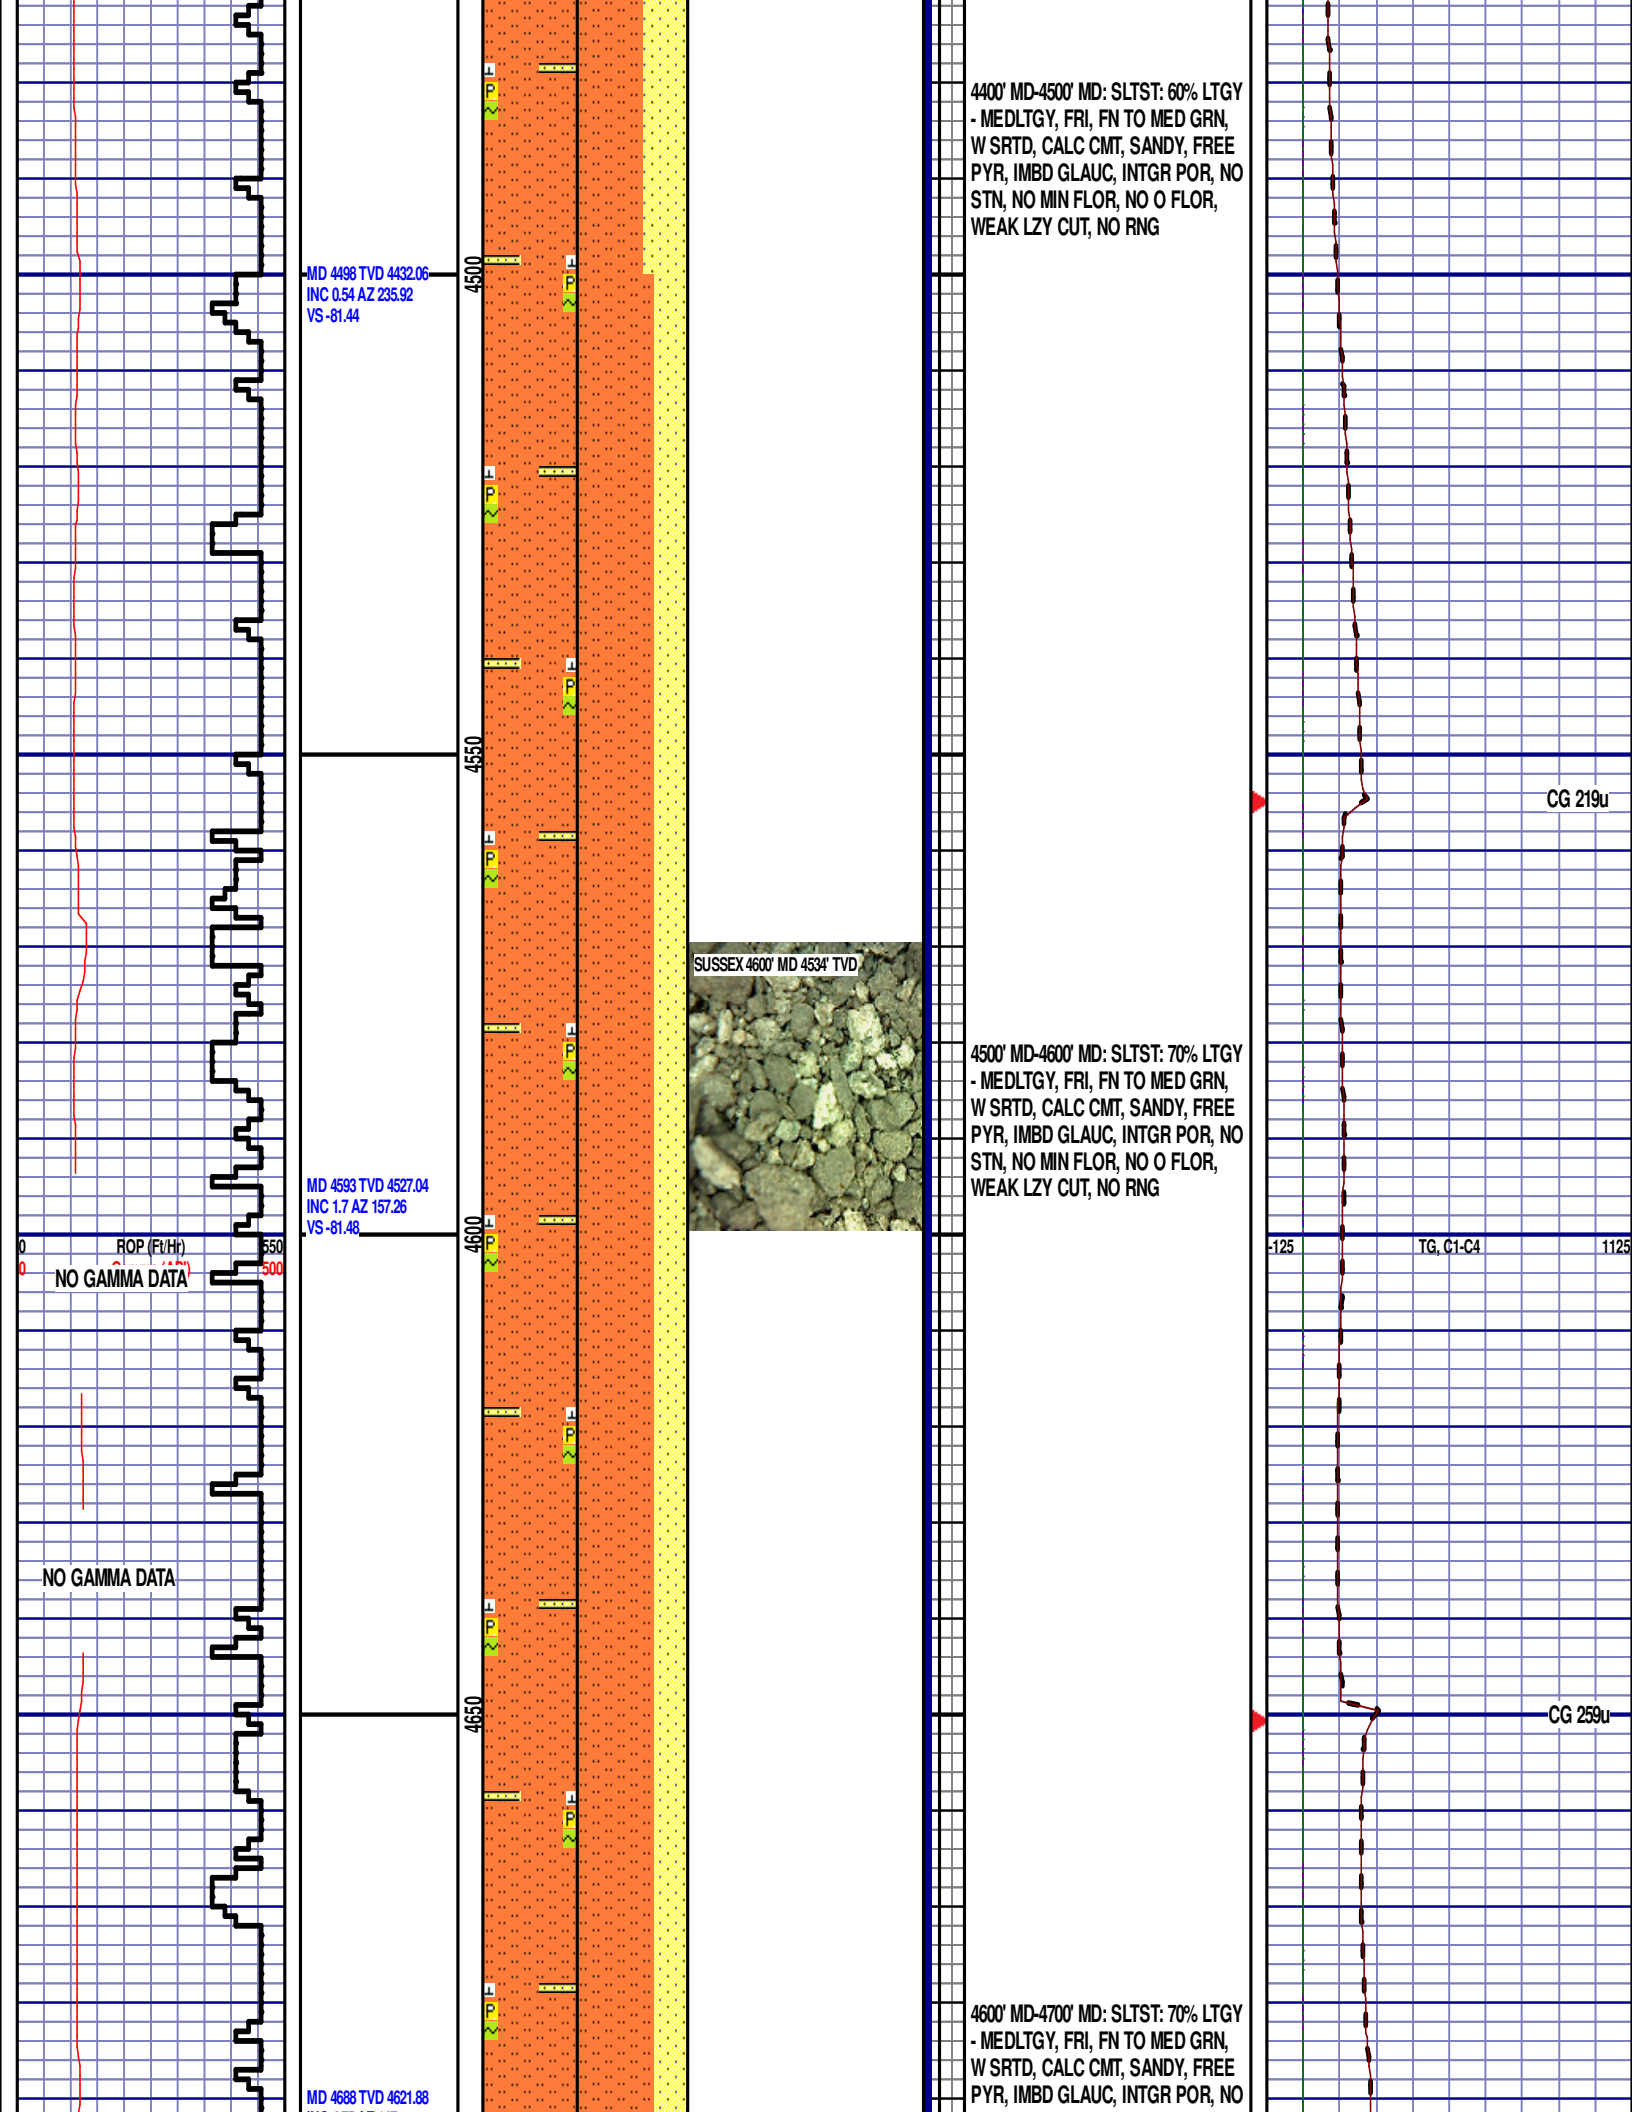 4400' MD-4500' MD: SLTST: 60% LTGY
- MEDLTGY, FRI, FN TO MED GRN,
W SRTD, CALC CMT, SANDY, FREE
PYR, IMBD GLAUC, INTGR POR, NO
STN, NO MIN FLOR, NO O FLOR,
WEAK LZY CUT, NO RNG
MD 4498 TVD 4432.06
INC 0.54 AZ 235.92
VS -81.44
4500
4550
CG 219u
SUSSEX 4600' MD 4534' TVD
4500' MD-4600' MD: SLTST: 70% LTGY
- MEDLTGY, FRI, FN TO MED GRN,
W SRTD, CALC CMT, SANDY, FREE
PYR, IMBD GLAUC, INTGR POR, NO
STN, NO MIN FLOR, NO O FLOR,
WEAK LZY CUT, NO RNG
MD 4593 TVD 4527.04
INC 1.7 AZ 157.26
VS -81.48
4600
0 ROP (Ft/Hr) 550
0 500
-125 TG, C1-C4 1125
NO GAMMA DATA
NO GAMMA DATA
4650
CG 259u
4600' MD-4700' MD: SLTST: 70% LTGY
- MEDLTGY, FRI, FN TO MED GRN,
W SRTD, CALC CMT, SANDY, FREE
PYR, IMBD GLAUC, INTGR POR, NO
MD 4688 TVD 4621.88